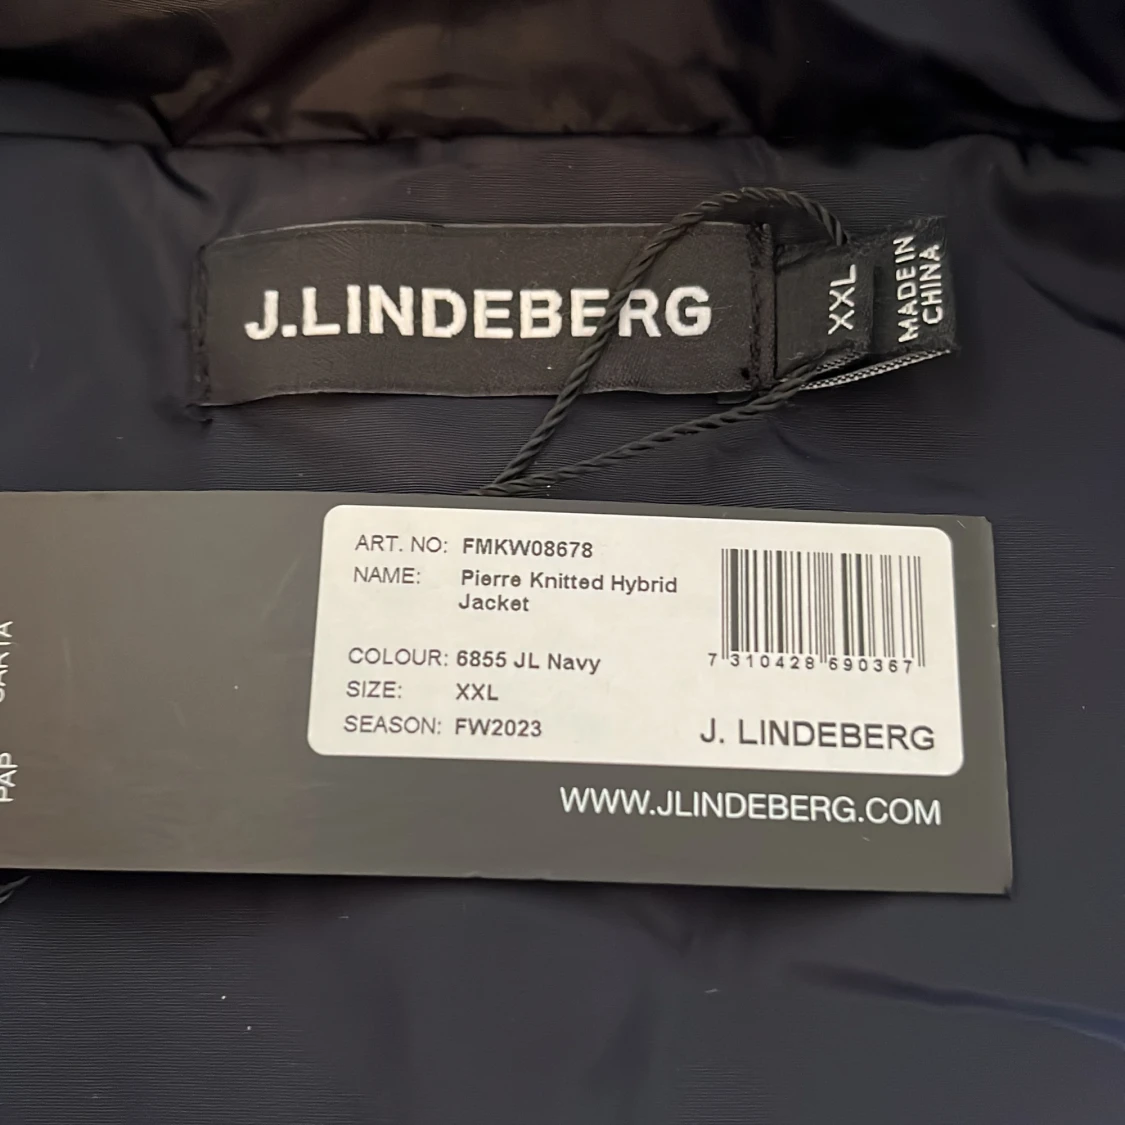 J.LINDEBERG
XXL
MADE IN
CHINA
ART. NO: FMKW08678
NAME: Pierre Knitted Hybrid
Jacket
COLOUR: 6855 JL Navy
SIZE: XXL
SEASON: FW2023
7 310428 690367
J. LINDEBERG
WWW.JLINDEBERG.COM
PAP